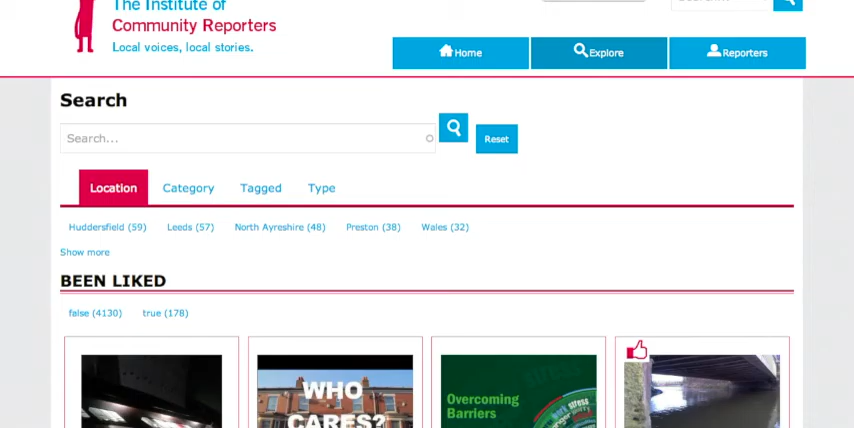 The Institute of
Community Reporters
Local voices, local stories.
Home
Explore
Reporters
Search
Search...
Reset
Location
Category
Tagged
Type
Huddersfield (59)
Leeds (57)
North Ayreshire (48)
Preston (38)
Wales (32)
Show more
BEEN LIKED
false (4130)
true (178)
WHO
CARES?
Overcoming
Barriers
stress